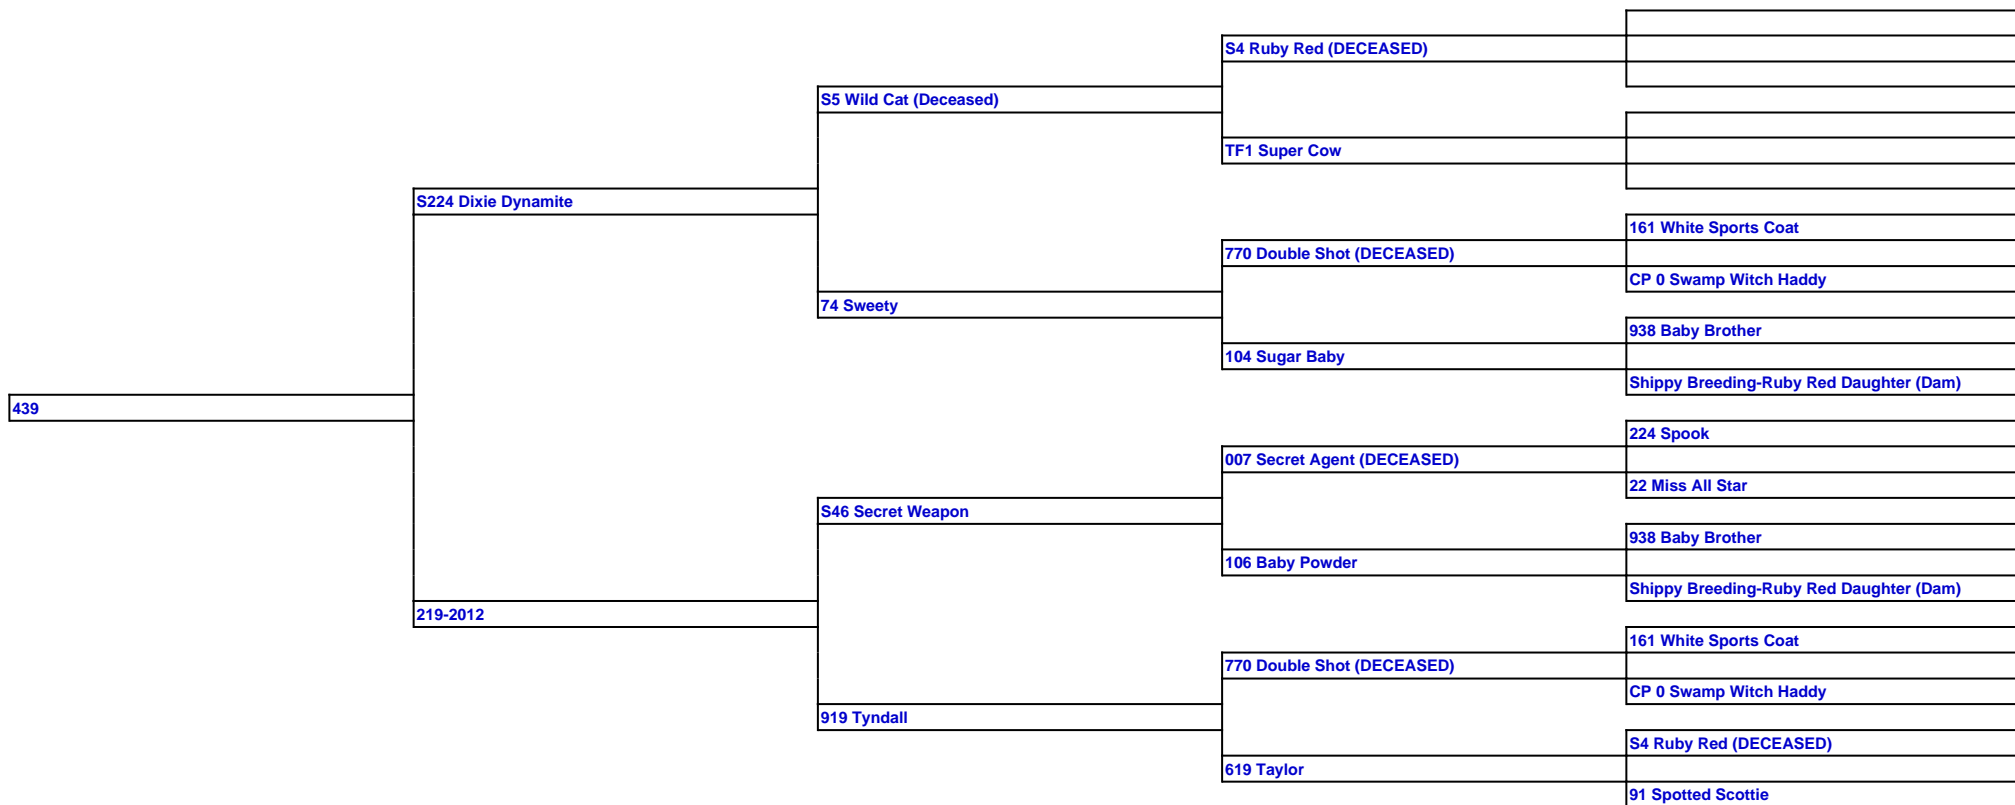 S4 Ruby Red (DECEASED)
S5 Wild Cat (Deceased)
TF1 Super Cow
S224 Dixie Dynamite
161 White Sports Coat
770 Double Shot (DECEASED)
CP 0 Swamp Witch Haddy
74 Sweety
938 Baby Brother
104 Sugar Baby
Shippy Breeding-Ruby Red Daughter (Dam)
439
224 Spook
007 Secret Agent (DECEASED)
22 Miss All Star
S46 Secret Weapon
938 Baby Brother
106 Baby Powder
Shippy Breeding-Ruby Red Daughter (Dam)
219-2012
161 White Sports Coat
770 Double Shot (DECEASED)
CP 0 Swamp Witch Haddy
919 Tyndall
S4 Ruby Red (DECEASED)
619 Taylor
91 Spotted Scottie